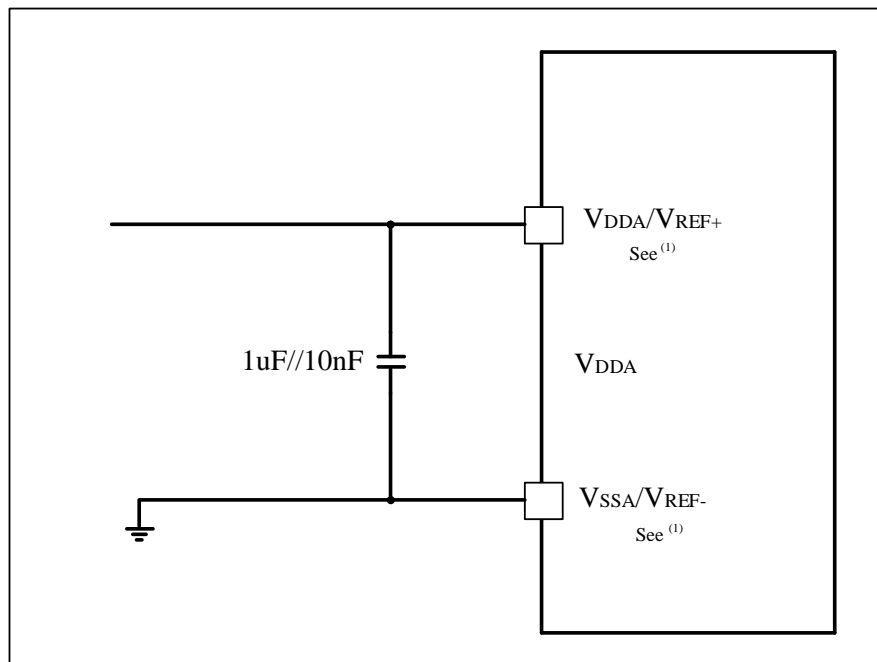 VDDA/VREF+
See (1)
1uF//10nF
VDDA
VSSA/VREF-
See (1)